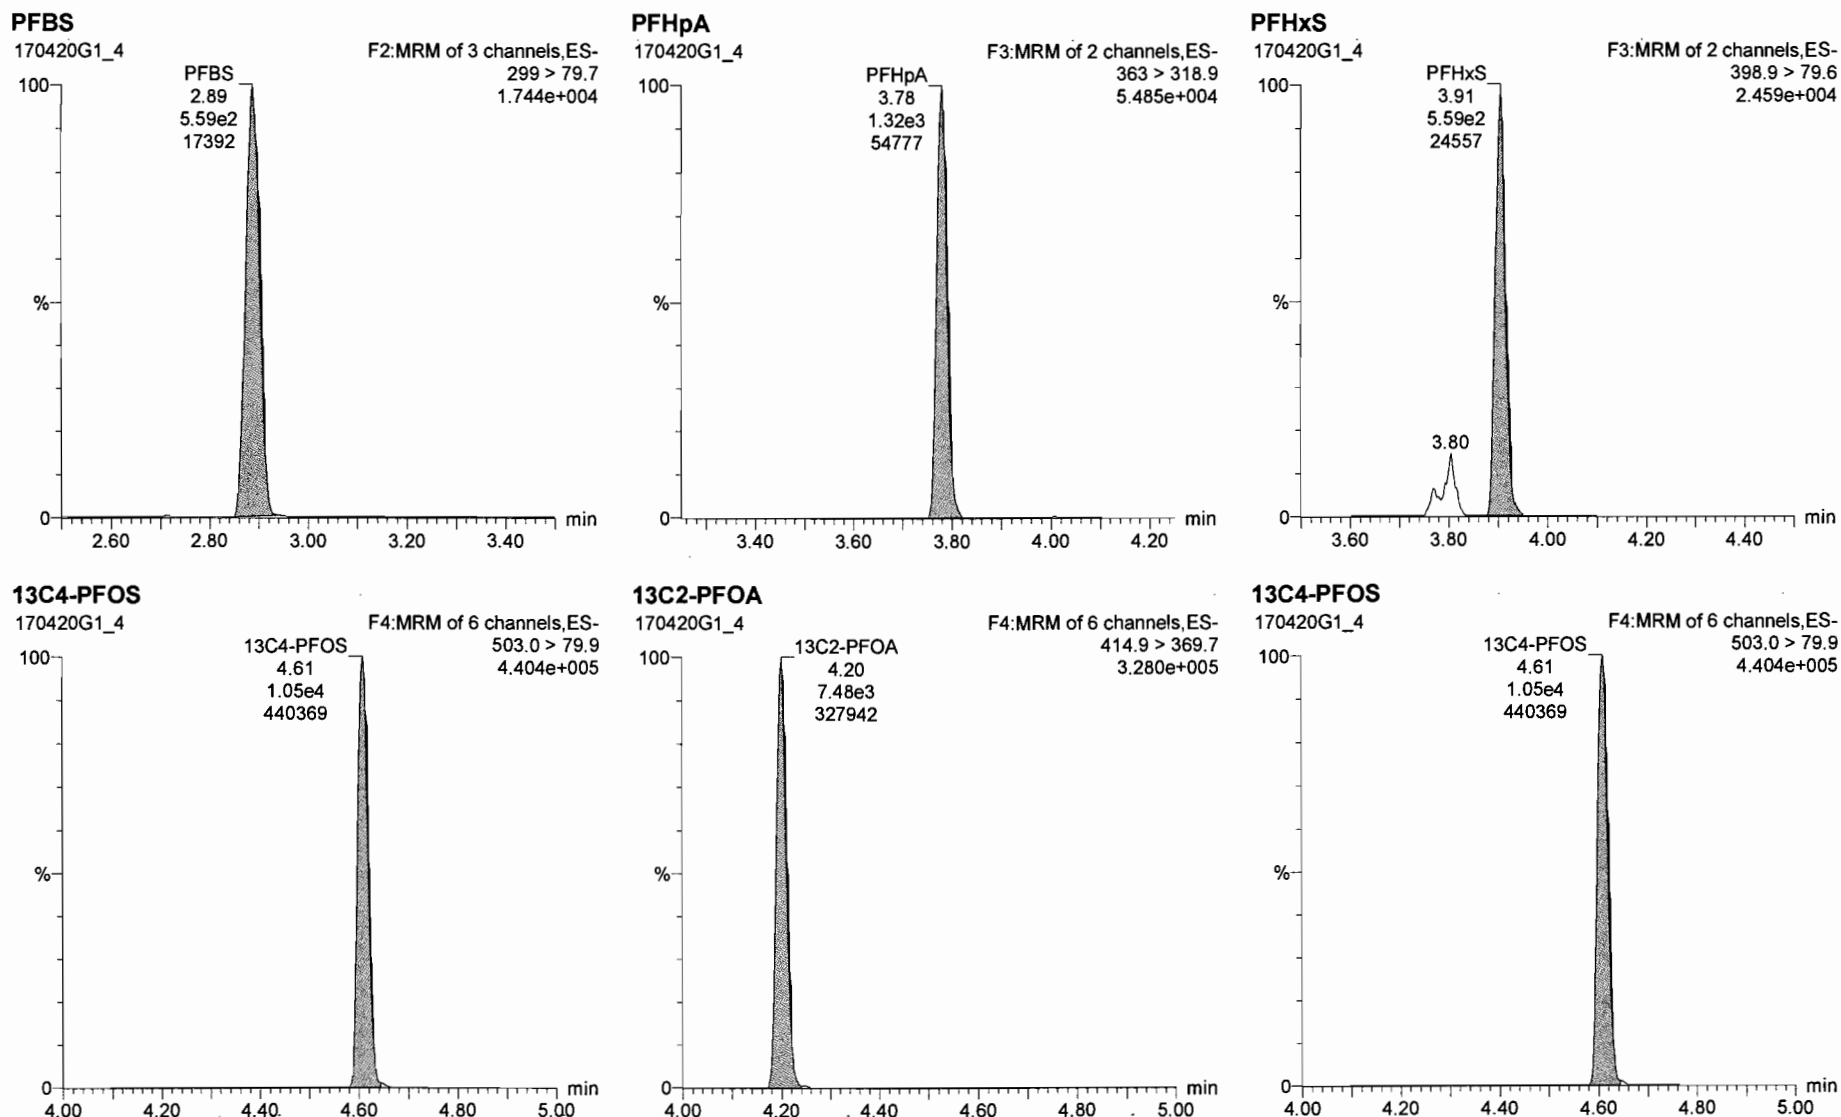 PFBS
170420G1_4
F2:MRM of 3 channels,ES-
299 > 79.7
1.744e+004
PFBS
2.89
5.59e2
17392
100
%
0
min
2.60 2.80 3.00 3.20 3.40
PFHpA
170420G1_4
F3:MRM of 2 channels,ES-
363 > 318.9
5.485e+004
PFHpA
3.78
1.32e3
54777
100
%
0
min
3.40 3.60 3.80 4.00 4.20
PFHxS
170420G1_4
F3:MRM of 2 channels,ES-
398.9 > 79.6
2.459e+004
PFHxS
3.91
5.59e2
24557
3.80
100
%
0
min
3.60 3.80 4.00 4.20 4.40
13C4-PFOS
170420G1_4
F4:MRM of 6 channels,ES-
503.0 > 79.9
4.404e+005
13C4-PFOS
4.61
1.05e4
440369
100
%
0
min
4.00 4.20 4.40 4.60 4.80 5.00
13C2-PFOA
170420G1_4
F4:MRM of 6 channels,ES-
414.9 > 369.7
3.280e+005
13C2-PFOA
4.20
7.48e3
327942
100
%
0
min
4.00 4.20 4.40 4.60 4.80 5.00
13C4-PFOS
170420G1_4
F4:MRM of 6 channels,ES-
503.0 > 79.9
4.404e+005
13C4-PFOS
4.61
1.05e4
440369
100
%
0
min
4.00 4.20 4.40 4.60 4.80 5.00